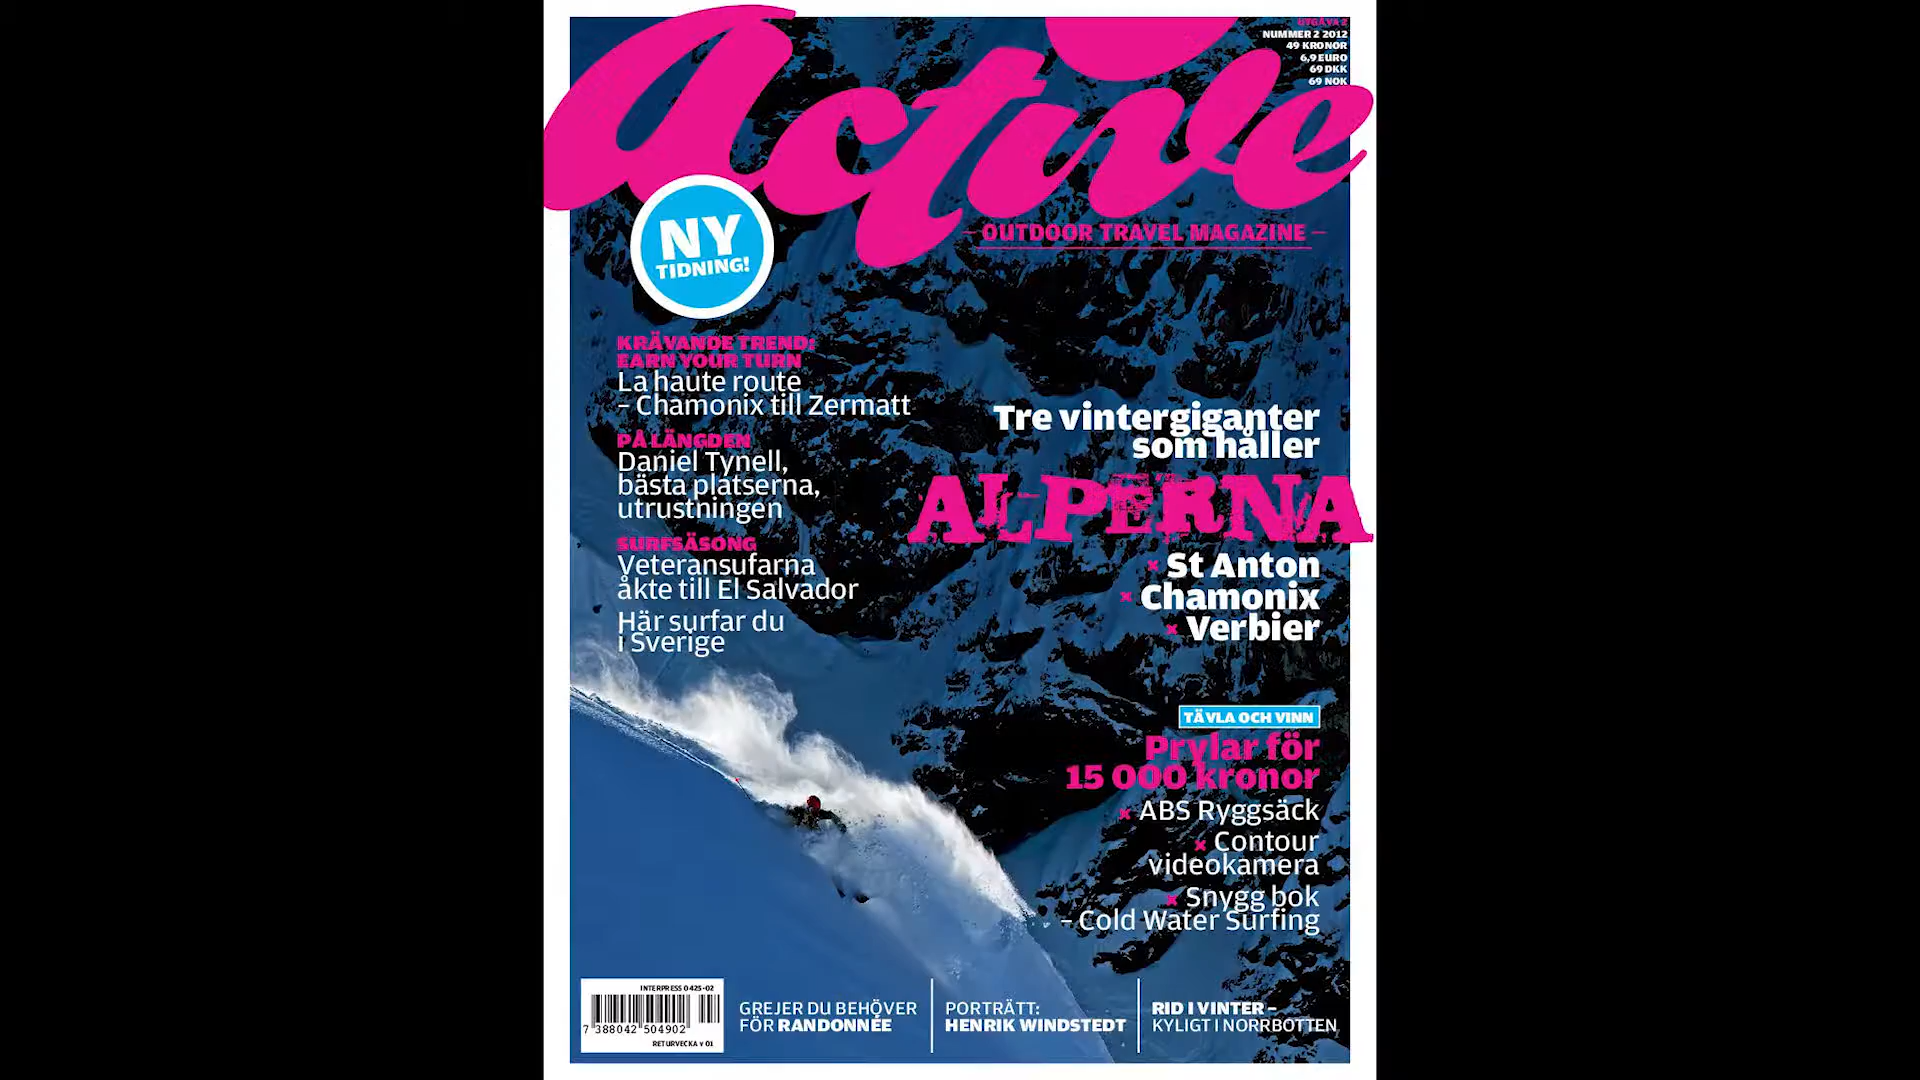 Active
UTGÅVA 2
NUMMER 2 2012
49 KRONOR
6,9 EURO
69 DKK
69 NOK
– OUTDOOR TRAVEL MAGAZINE –
NY
TIDNING!
KRÄVANDE TREND:
EARN YOUR TURN
La haute route
– Chamonix till Zermatt
PÅ LÄNGDEN
Daniel Tynell,
bästa platserna,
utrustningen
SURFSÄSONG
Veteransufarna
åkte till El Salvador
Här surfar du
i Sverige
Tre vintergiganter
som håller
ALPERNA
× St Anton
× Chamonix
× Verbier
TÄVLA OCH VINN
Prylar för
15 000 kronor
× ABS Ryggsäck
× Contour
videokamera
× Snygg bok
– Cold Water Surfing
INTERPRESS 0425-02
7 388042 504902
RETURVECKA v 01
GREJER DU BEHÖVER
FÖR RANDONNÉE
PORTRÄTT:
HENRIK WINDSTEDT
RID I VINTER –
KYLIGT I NORRBOTTEN